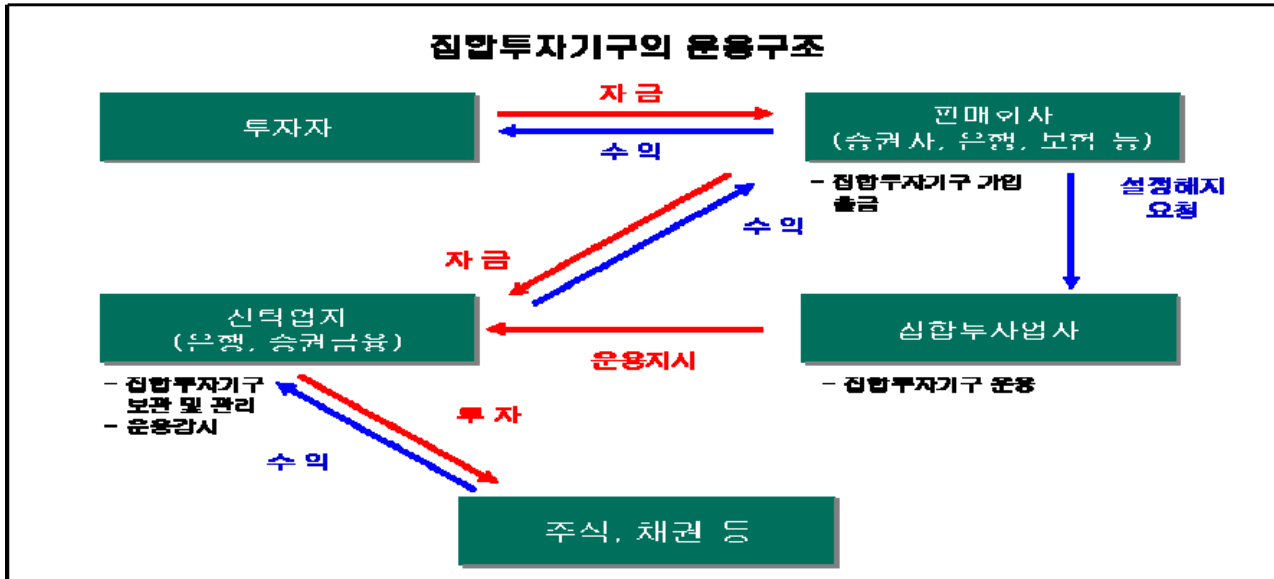 집합투자기구의 운용구조
자 금
투자자
판매회사
(증권사, 은행, 보험 등)
수 익
- 집합투자기구 가입
출금
설정해지
요청
수 익
자 금
신탁업자
(은행, 증권금융)
집합투자업자
운용지시
- 집합투자기구
보관 및 관리
- 운용감시
- 집합투자기구 운용
투 자
수 익
주식, 채권 등